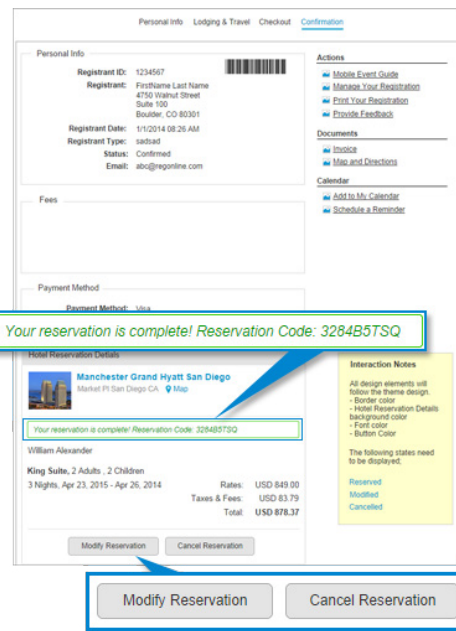 Personal Info Lodging & Travel Checkout Confirmation
Personal Info
Registrant ID: 1234567
Registrant: FirstName Last Name
4750 Walnut Street
Suite 100
Boulder, CO 80301
Registrant Date: 1/1/2014 08:26 AM
Registrant Type: sadsad
Status: Confirmed
Email: abc@regonline.com
Actions
Mobile Event Guide
Manage Your Registration
Print Your Registration
Provide Feedback
Documents
Invoice
Map and Directions
Calendar
Add to My Calendar
Schedule a Reminder
Fees
Payment Method
Payment Method: Visa
Your reservation is complete! Reservation Code: 3284B5TSQ
Hotel Reservation Detials
Manchester Grand Hyatt San Diego
Market Pl San Diego CA Map
Your reservation is complete! Reservation Code: 3284B5TSQ
William Alexander
King Suite, 2 Adults , 2 Children
3 Nights, Apr 23, 2015 - Apr 26, 2014 Rates: USD 849.00
Taxes & Fees: USD 83.79
Total: USD 878.37
Modify Reservation Cancel Reservation
Interaction Notes
All design elements will
follow the theme design.
- Border color
- Hotel Reservation Details
background color
- Font color
- Button Color
The following states need
to be displayed;
Reserved
Modified
Cancelled
Modify Reservation Cancel Reservation